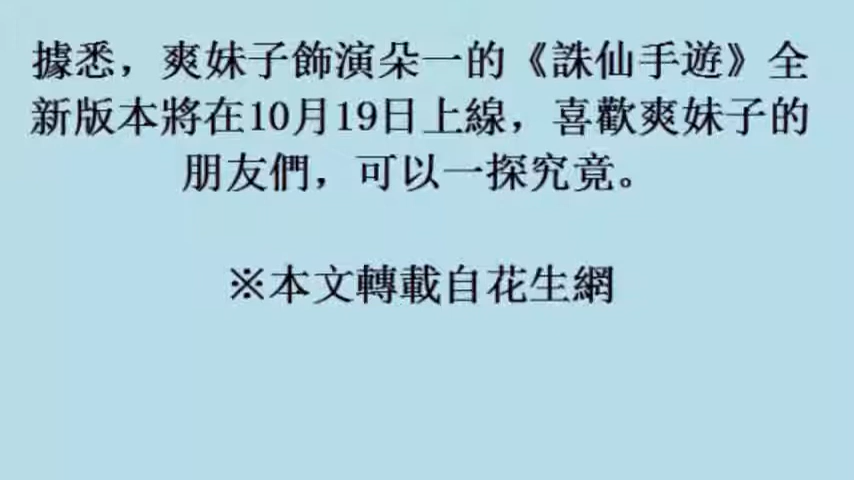 據悉，爽妹子飾演朵一的《誅仙手遊》全
新版本將在10月19日上線，喜歡爽妹子的
朋友們，可以一探究竟。
※本文轉載自花生網